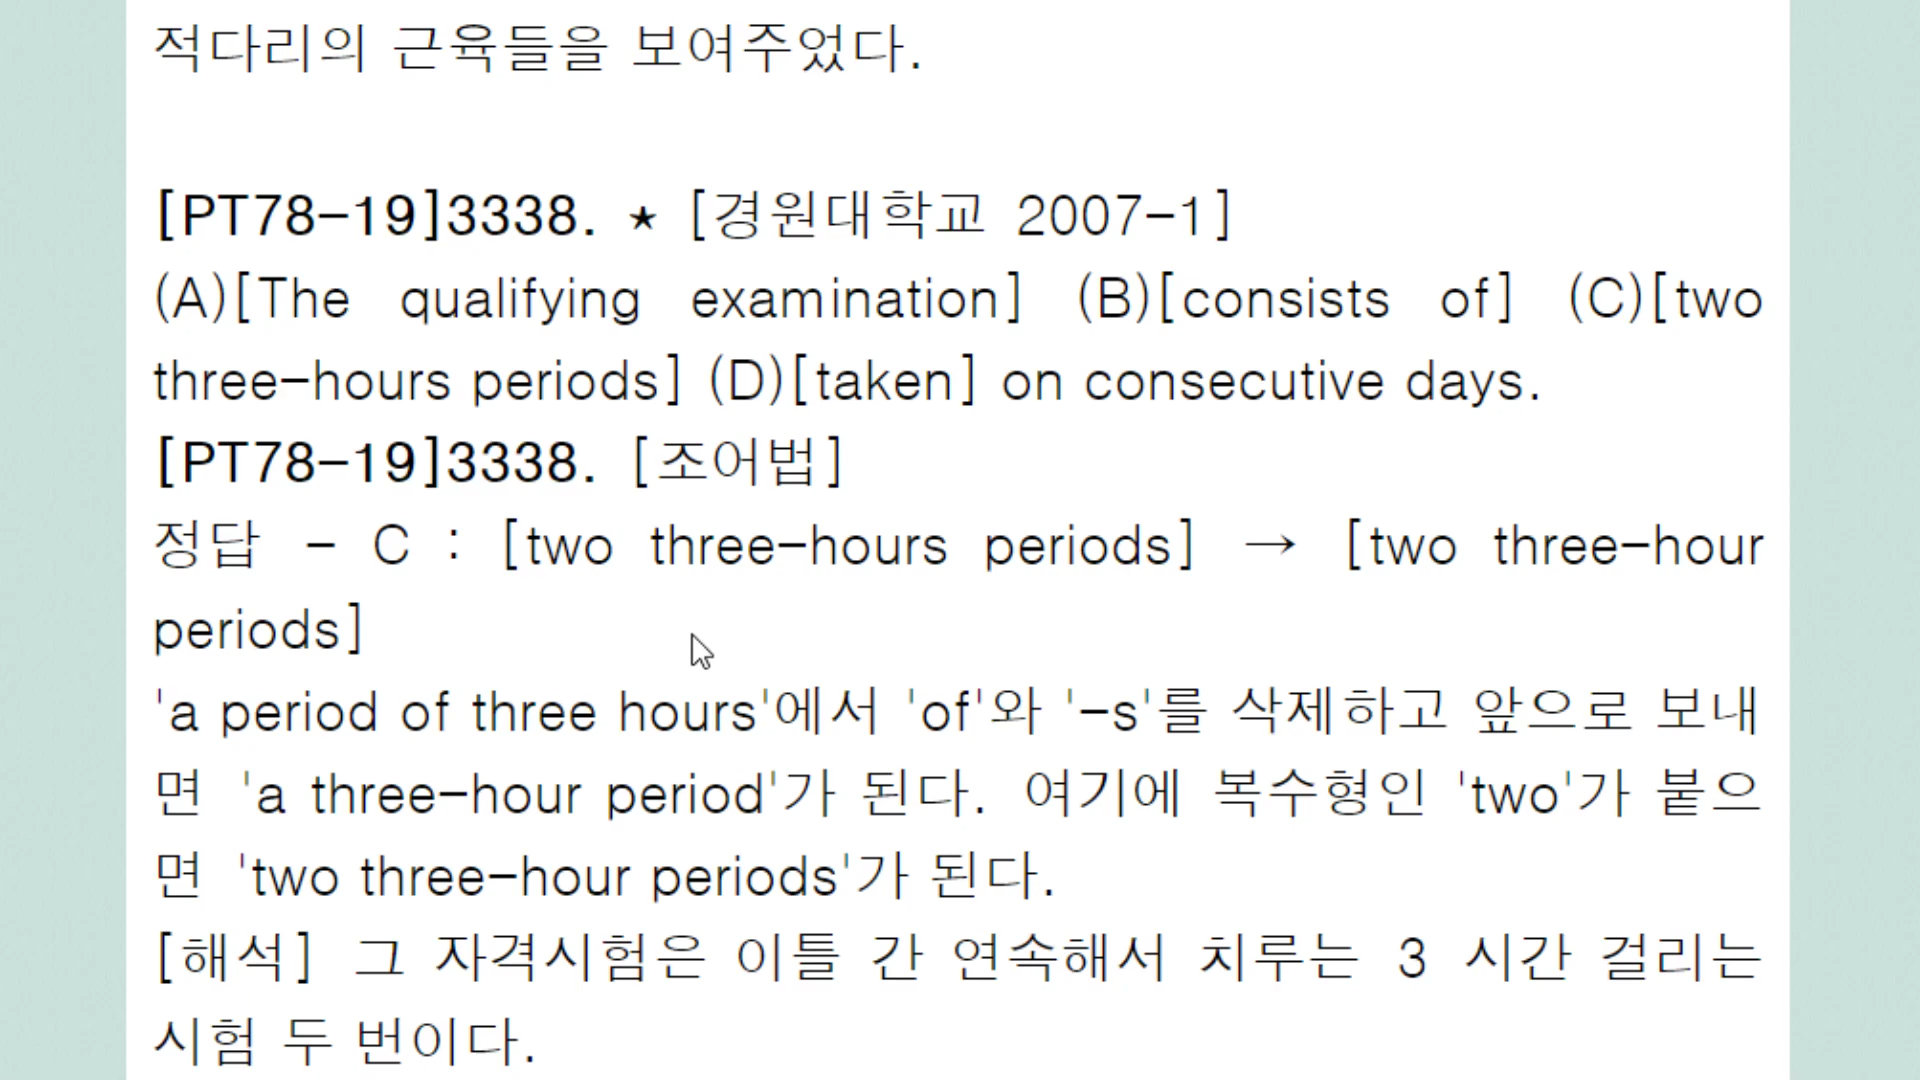 적다리의 근육들을 보여주었다.
[PT78-19]3338. ★ [경원대학교 2007-1]
(A)[The qualifying examination] (B)[consists of] (C)[two
three-hours periods] (D)[taken] on consecutive days.
[PT78-19]3338. [조어법]
정답 - C : [two three-hours periods] → [two three-hour
periods]
'a period of three hours'에서 'of'와 '-s'를 삭제하고 앞으로 보내
면 'a three-hour period'가 된다. 여기에 복수형인 'two'가 붙으
면 'two three-hour periods'가 된다.
[해석] 그 자격시험은 이틀 간 연속해서 치루는 3 시간 걸리는
시험 두 번이다.